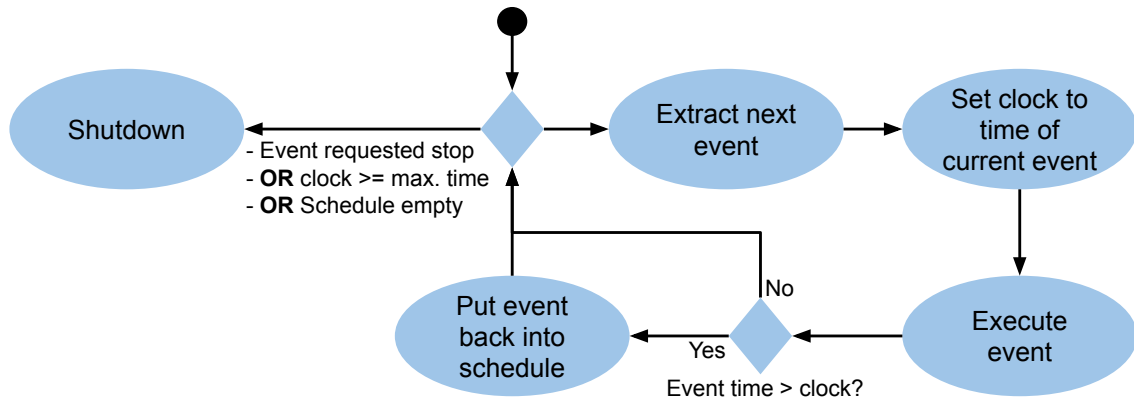 Shutdown
Extract next
event
Set clock to
time of
current event
- Event requested stop
- OR clock >= max. time
- OR Schedule empty
Put event
back into
schedule
No
Yes
Event time > clock?
Execute
event